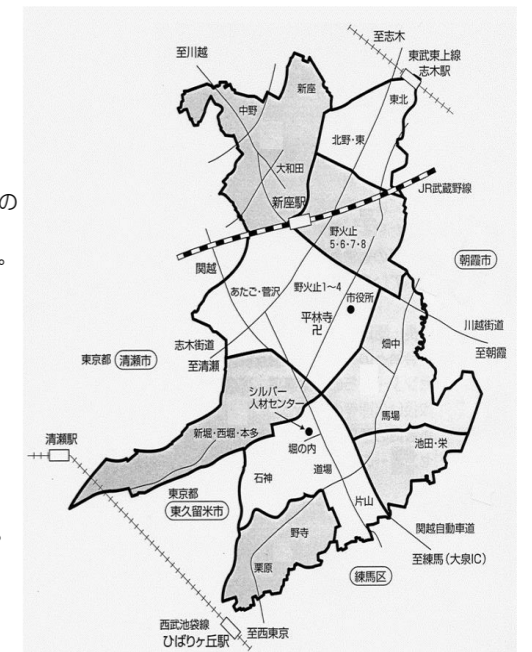 の
。
。
至志木
東武東上線
志木駅
至川越
新座
中野
東北
北野・東
大和田
新座駅
JR武蔵野線
野火止
5・6・7・8
関越
朝霞市
あたご・菅沢
野火止1〜4
市役所
平林寺
卍
川越街道
至朝霞
畑中
志木街道
至清瀬
東京都 清瀬市
シルバー
人材センター
馬場
新堀・西堀・本多
清瀬駅
堀の内
池田・栄
石神
道場
東京都
東久留米市
片山
関越自動車道
至練馬(大泉IC)
野寺
栗原
練馬区
西武池袋線
ひばりヶ丘駅
至西東京